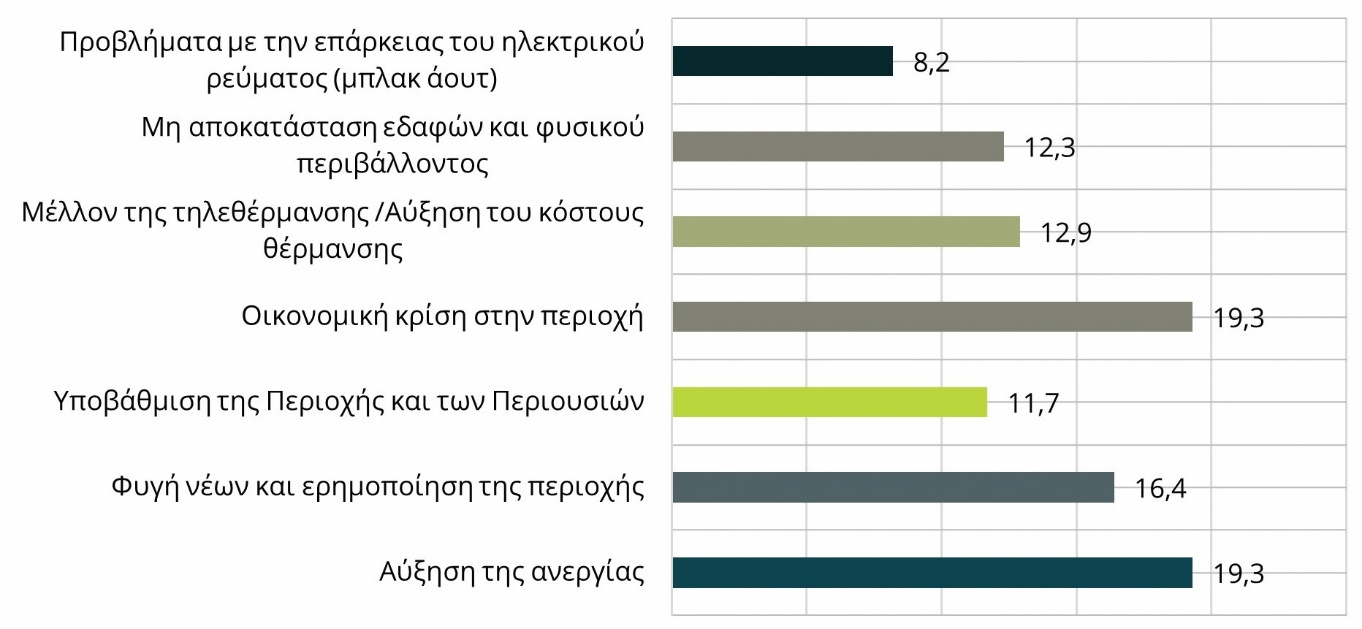 Προβλήματα με την επάρκειας του ηλεκτρικού
ρεύματος (μπλακ άουτ)
8,2
Μη αποκατάσταση εδαφών και φυσικού
περιβάλλοντος
12,3
Μέλλον της τηλεθέρμανσης /Αύξηση του κόστους
θέρμανσης
12,9
Οικονομική κρίση στην περιοχή
19,3
Υποβάθμιση της Περιοχής και των Περιουσιών
11,7
Φυγή νέων και ερημοποίηση της περιοχής
16,4
Αύξηση της ανεργίας
19,3